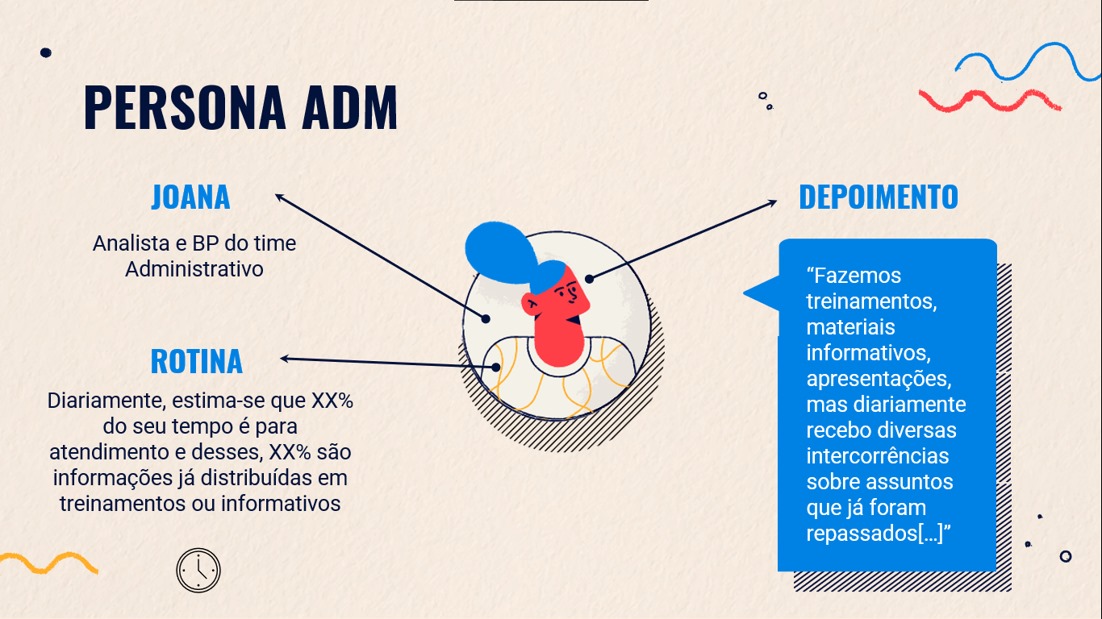 PERSONA ADM
JOANA
Analista e BP do time
Administrativo
ROTINA
Diariamente, estima-se que XX%
do seu tempo é para
atendimento e desses, XX% são
informações já distribuídas em
treinamentos ou informativos
DEPOIMENTO
“Fazemos
treinamentos,
materiais
informativos,
apresentações,
mas diariamente
recebo diversas
intercorrências
sobre assuntos
que já foram
repassados[...]”